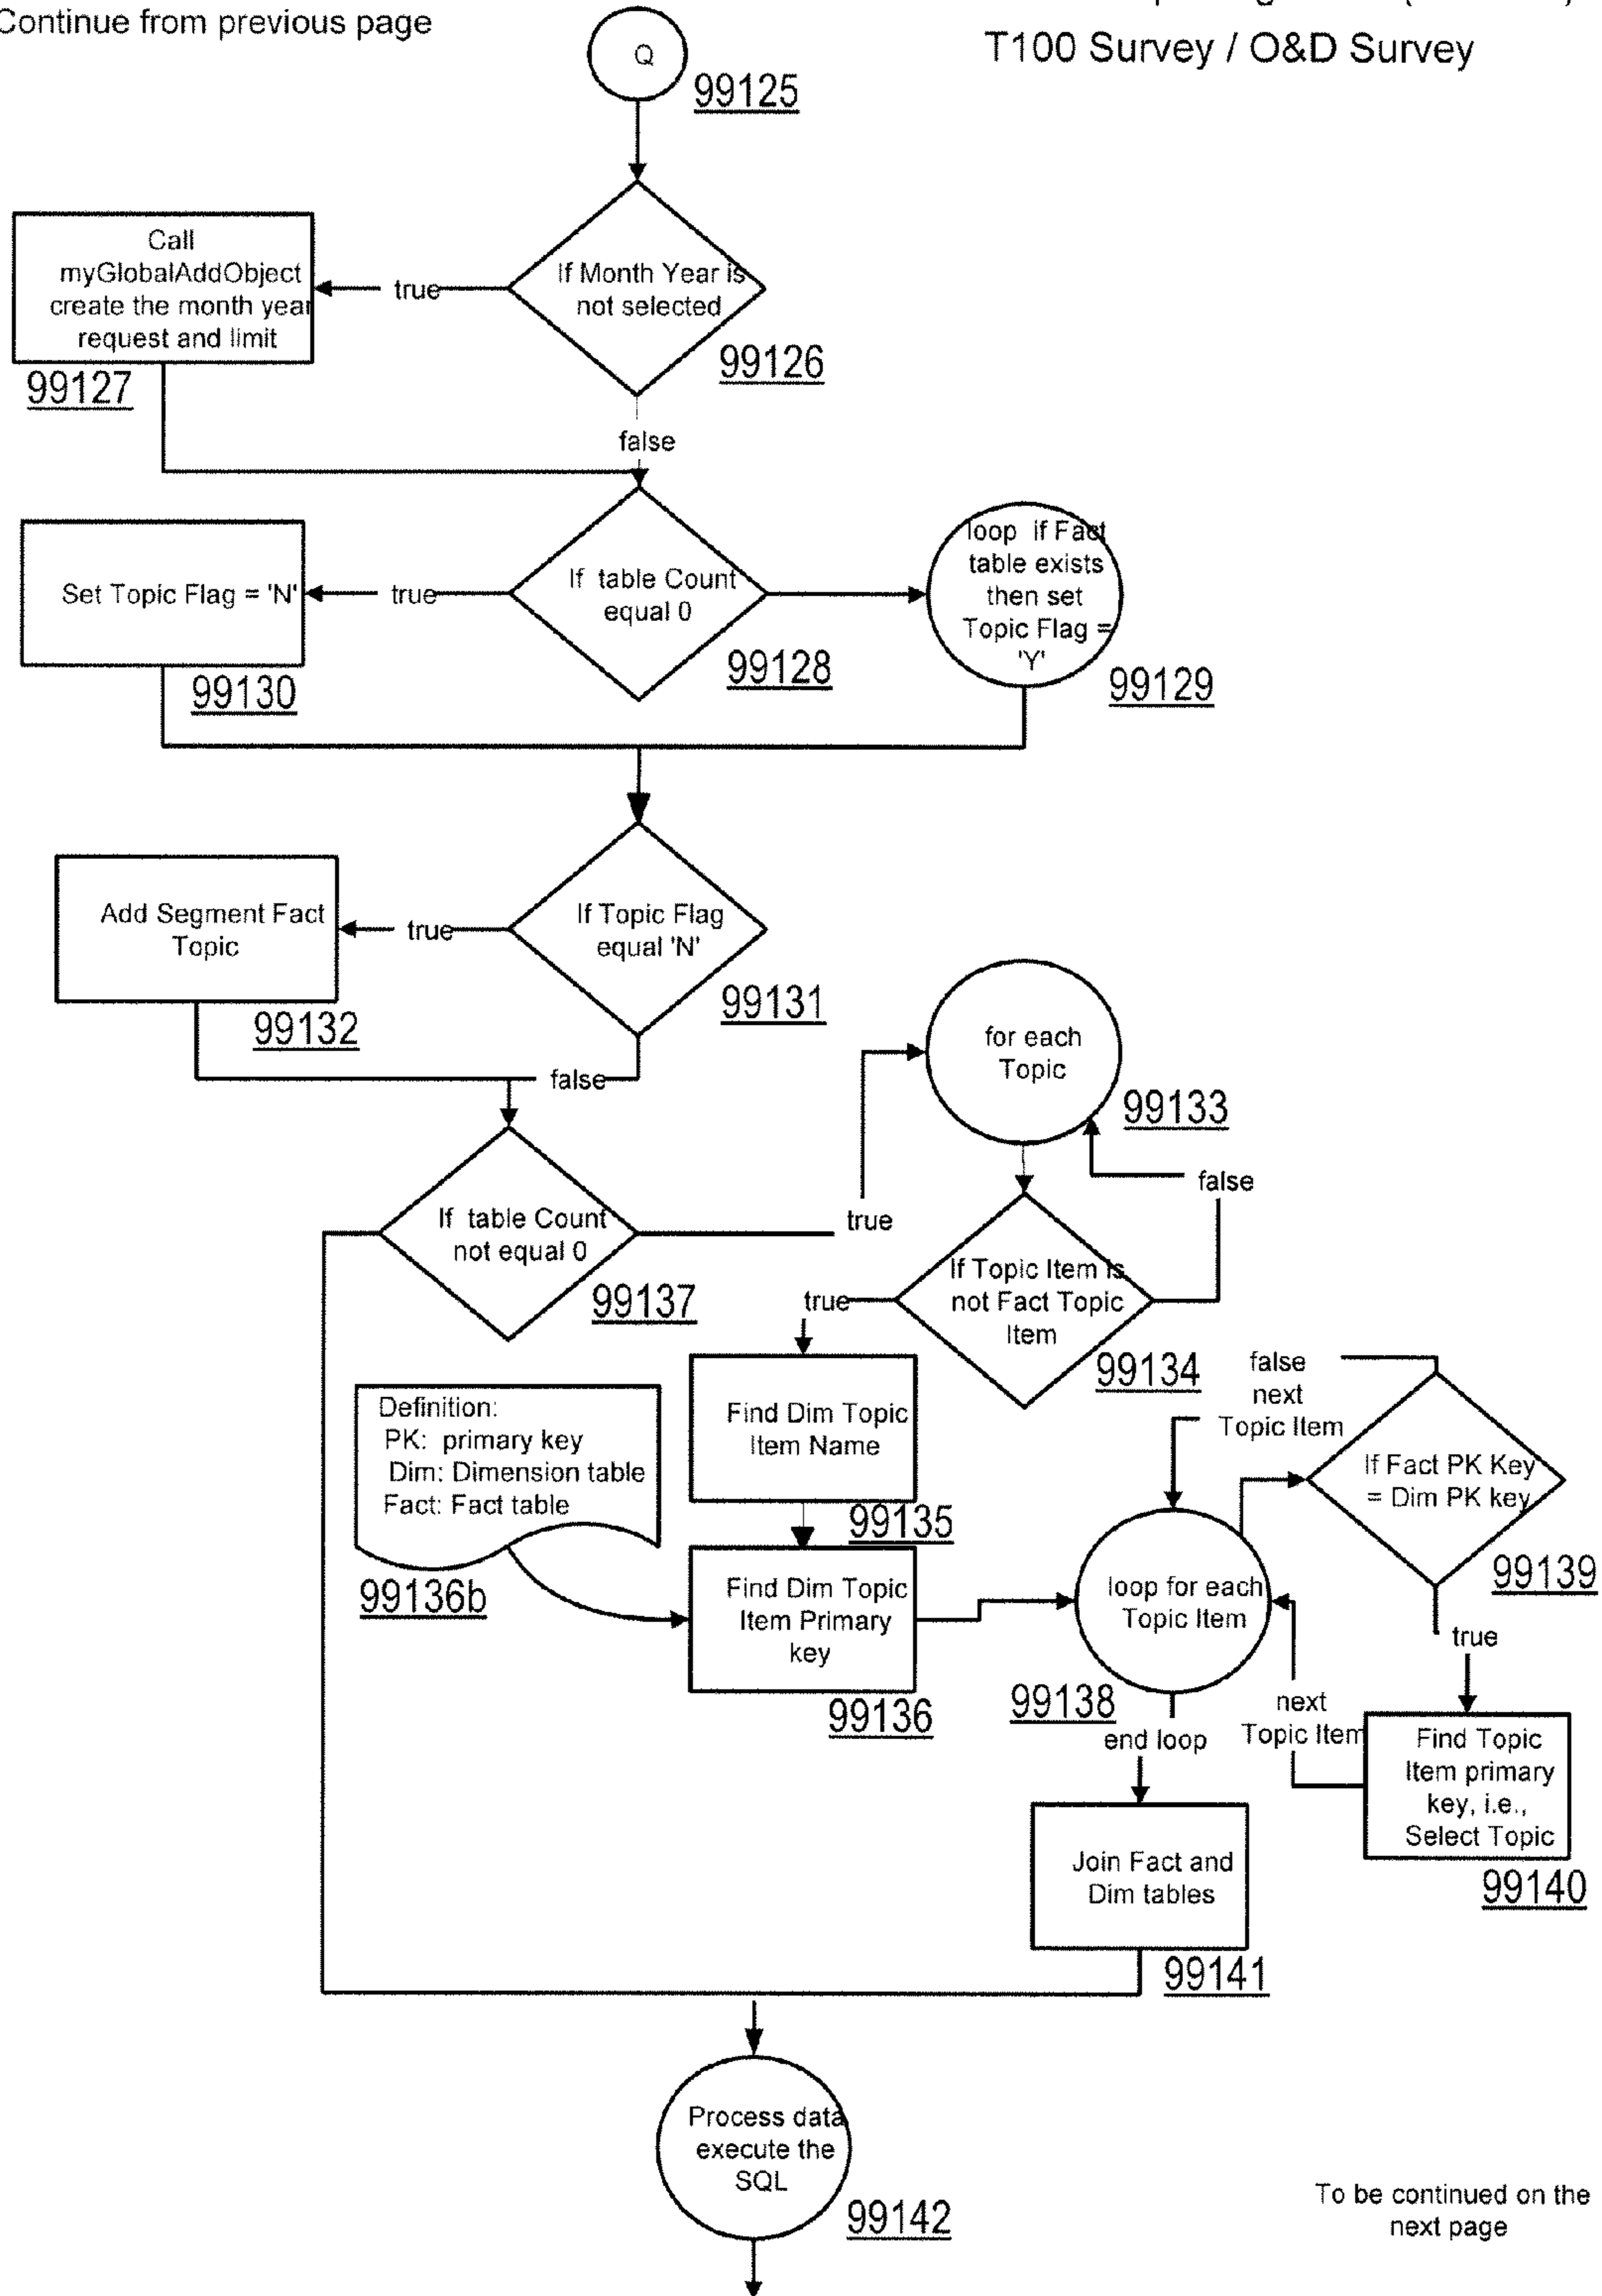 Continue from previous page
T100 Survey / O&D Survey
Q
99125
If Month Year is
not selected
99126
true
Call
myGlobalAddObject
create the month year
request and limit
99127
false
If table Count
equal 0
99128
true
Set Topic Flag = 'N'
99130
loop if Fact
table exists
then set
Topic Flag =
'Y'
99129
If Topic Flag
equal 'N'
99131
true
Add Segment Fact
Topic
99132
false
for each
Topic
99133
If table Count
not equal 0
99137
true
false
If Topic Item is
not Fact Topic
Item
99134
true
Find Dim Topic
Item Name
99135
Definition:
PK: primary key
Dim: Dimension table
Fact: Fact table
99136b
Find Dim Topic
Item Primary
key
99136
false
next
Topic Item
If Fact PK Key
= Dim PK key
99139
loop for each
Topic Item
99138
true
next
Topic Item
Find Topic
Item primary
key, i.e.,
Select Topic
99140
end loop
Join Fact and
Dim tables
99141
Process data
execute the
SQL
99142
To be continued on the
next page